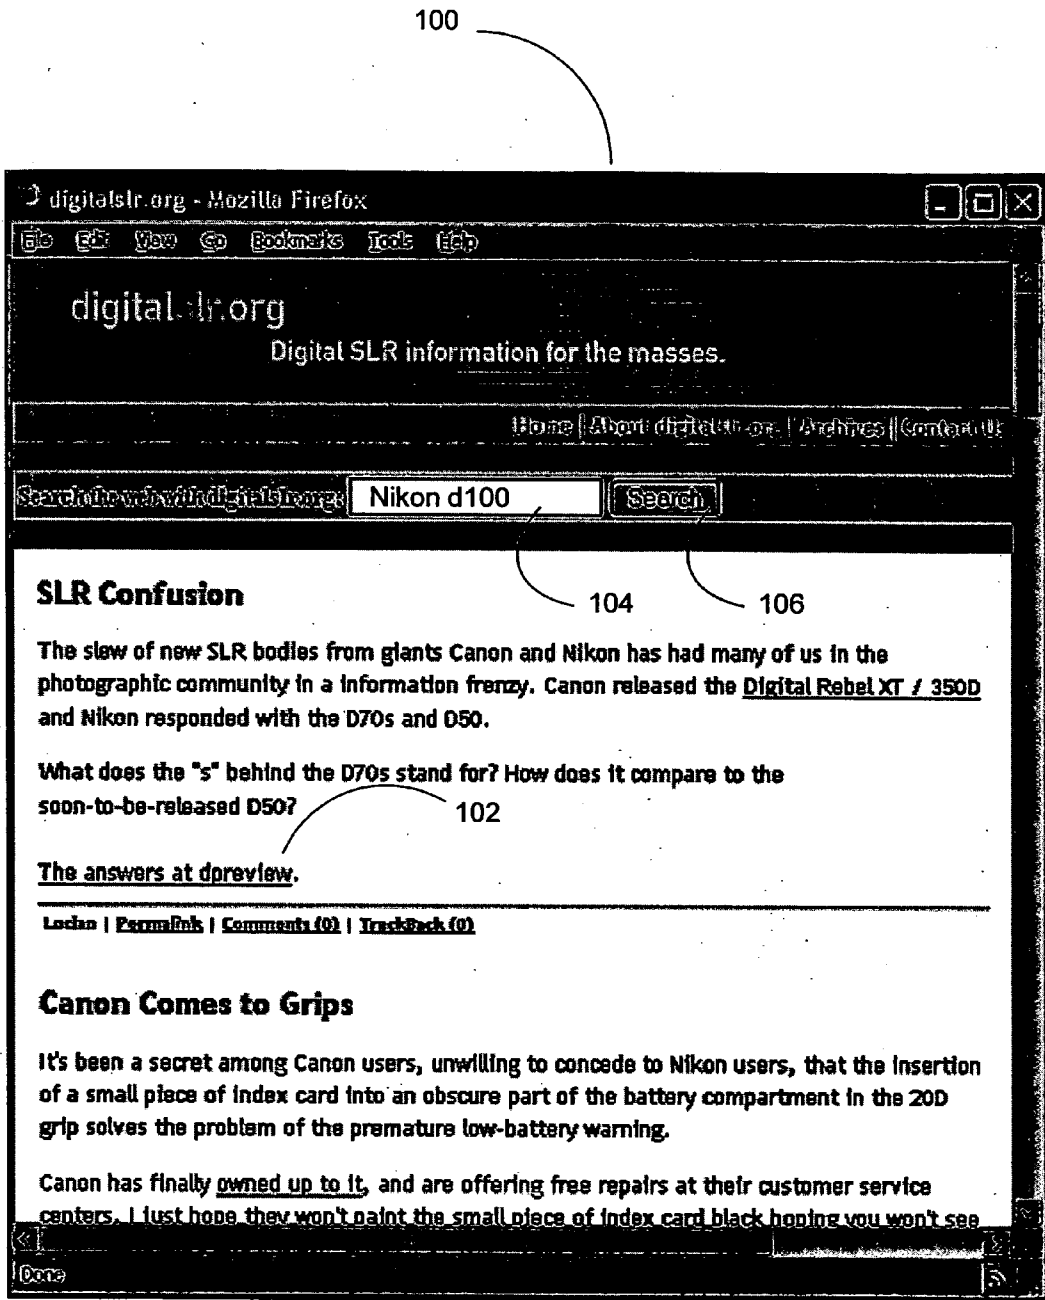 100
digitalslr.org - Mozilla Firefox
File Edit View Go Bookmarks Tools Help
digitalslr.org
Digital SLR information for the masses.
Home | About digitalslr.org | Archives | Contact U
Search the web with digitalslr.org: Nikon d100 Search
104 106
SLR Confusion
The slew of new SLR bodies from giants Canon and Nikon has had many of us in the
photographic community in a information frenzy. Canon released the Digital Rebel XT / 350D
and Nikon responded with the D70s and D50.
What does the "s" behind the D70s stand for? How does it compare to the
soon-to-be-released D50?
102
The answers at dpreview.
| Permalink | Comments (0) | TrackBack (0)
Canon Comes to Grips
It's been a secret among Canon users, unwilling to concede to Nikon users, that the insertion
of a small piece of index card into an obscure part of the battery compartment in the 20D
grip solves the problem of the premature low-battery warning.
Canon has finally owned up to it, and are offering free repairs at their customer service
centers. I just hope they won't paint the small piece of index card black hoping you won't see
Done